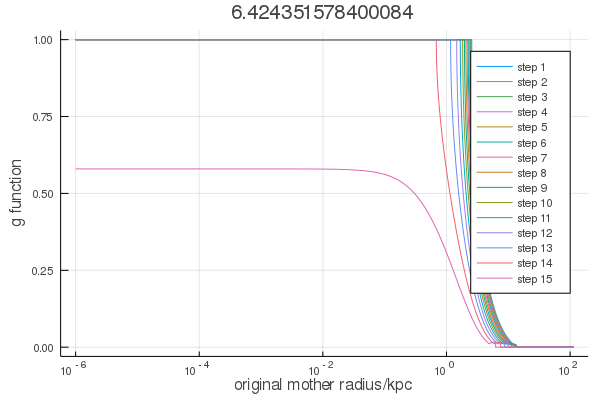 6.424351578400084
1.00
0.75
0.50
0.25
0.00
g function
step 1
step 2
step 3
step 4
step 5
step 6
step 7
step 8
step 9
step 10
step 11
step 12
step 13
step 14
step 15
10^-6 10^-4 10^-2 10^0 10^2
original mother radius/kpc